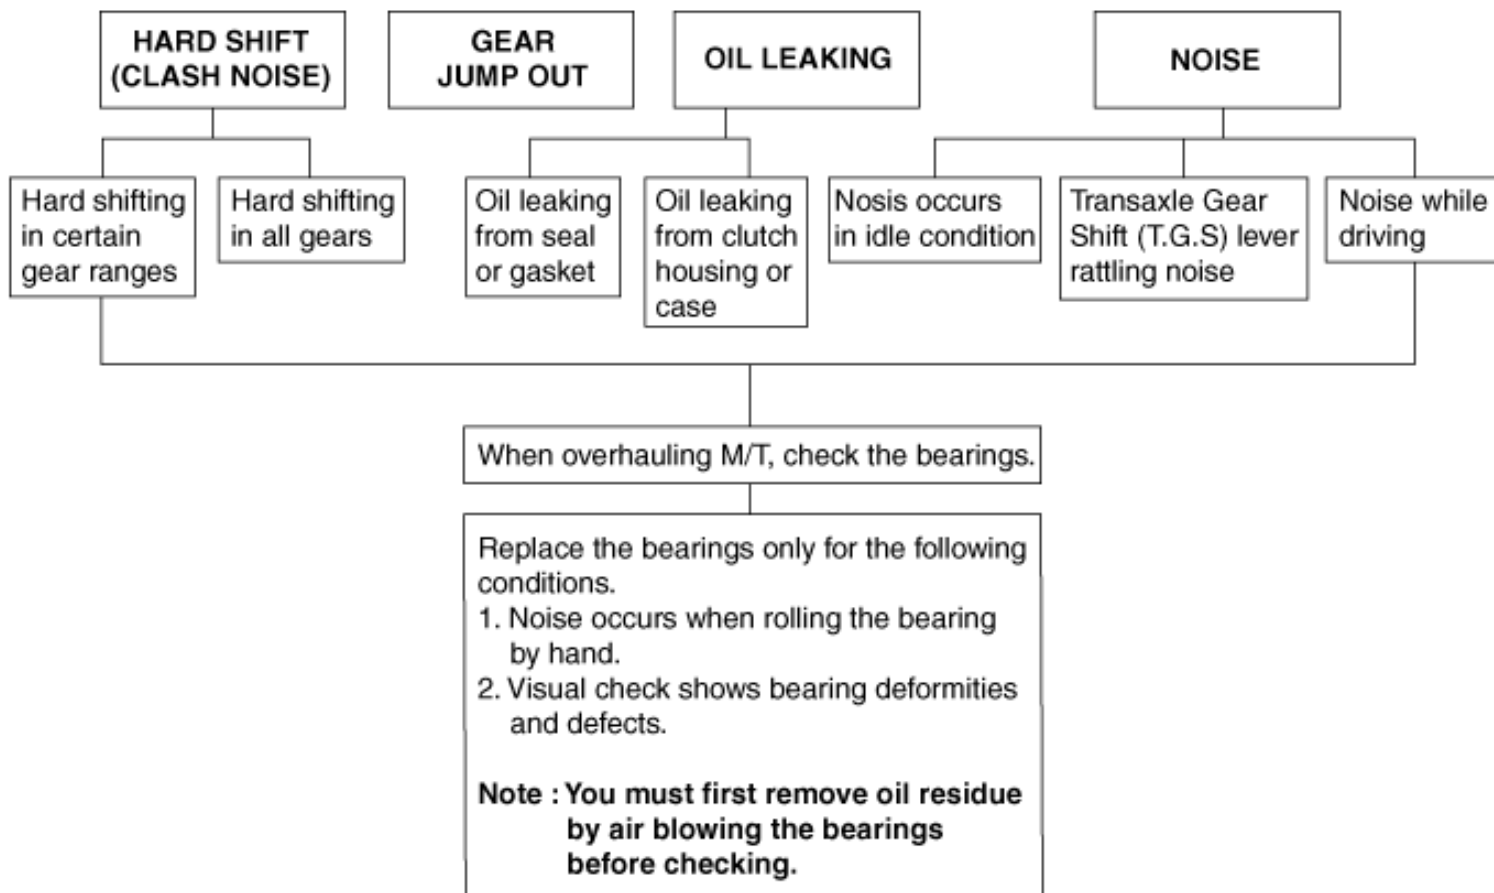 HARD SHIFT
(CLASH NOISE)
GEAR
JUMP OUT
OIL LEAKING
NOISE
Hard shifting
in certain
gear ranges
Hard shifting
in all gears
Oil leaking
from seal
or gasket
Oil leaking
from clutch
housing or
case
Nosis occurs
in idle condition
Transaxle Gear
Shift (T.G.S) lever
rattling noise
Noise while
driving
When overhauling M/T, check the bearings.
Replace the bearings only for the following
conditions.
1. Noise occurs when rolling the bearing
by hand.
2. Visual check shows bearing deformities
and defects.
Note : You must first remove oil residue
by air blowing the bearings
before checking.